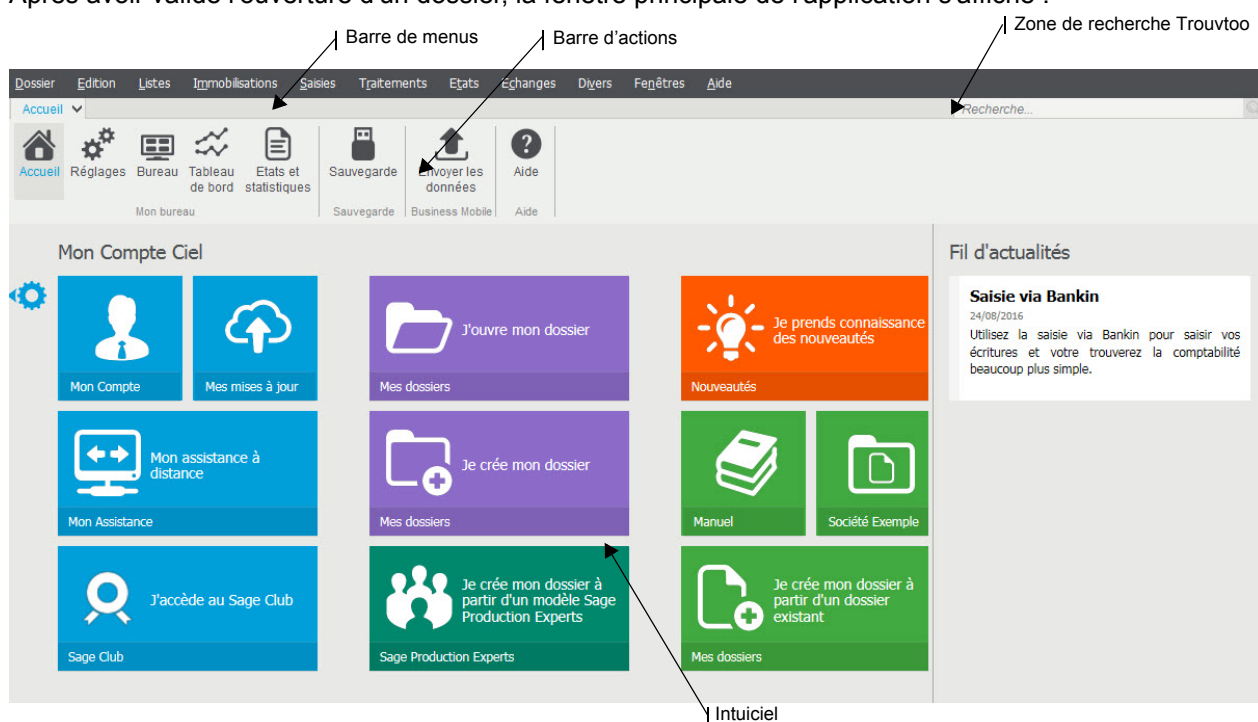 Après avoir validé l'ouverture d'un dossier, la fenêtre principale de l'application s'affiche :
Zone de recherche Trouvtoo
Barre de menus
Barre d'actions
Dossier Edition Listes Immobilisations Saisies Traitements Etats Echanges Divers Fenêtres Aide
Accueil
Recherche...
Accueil
Réglages
Bureau
Tableau de bord
Etats et statistiques
Mon bureau
Sauvegarde
Sauvegarde
Envoyer les données
Business Mobile
Aide
Aide
Mon Compte Ciel
Mon Compte
Mes mises à jour
J'ouvre mon dossier
Mes dossiers
Je prends connaissance
des nouveautés
Nouveautés
Mon assistance à
distance
Mon Assistance
Je crée mon dossier
Mes dossiers
Manuel
Société Exemple
J'accède au Sage Club
Sage Club
Je crée mon dossier à
partir d'un modèle Sage
Production Experts
Sage Production Experts
Je crée mon dossier à
partir d'un dossier
existant
Mes dossiers
Fil d'actualités
Saisie via Bankin
24/08/2016
Utilisez la saisie via Bankin pour saisir vos
écritures et votre trouverez la comptabilité
beaucoup plus simple.
Intuiciel